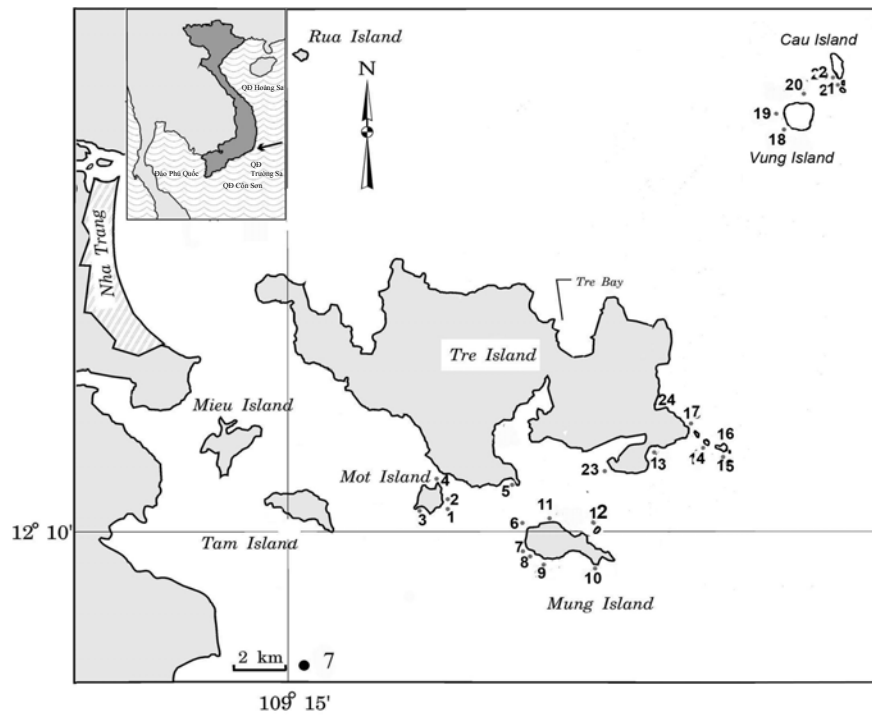 Rua Island
Cau Island
N
QĐ Hoàng Sa
Đảo Phú Quốc
QĐ
Trường Sa
QĐ Côn Sơn
20
2
21
19
18
Vung Island
Nha Trang
Tre Bay
Tre Island
Mieu Island
24
17
16
14
15
13
23
Mot Island
4
2
5
3
1
11
12
6
12° 10'
Tam Island
7
8
9
10
Mung Island
2 km
7
109° 15'